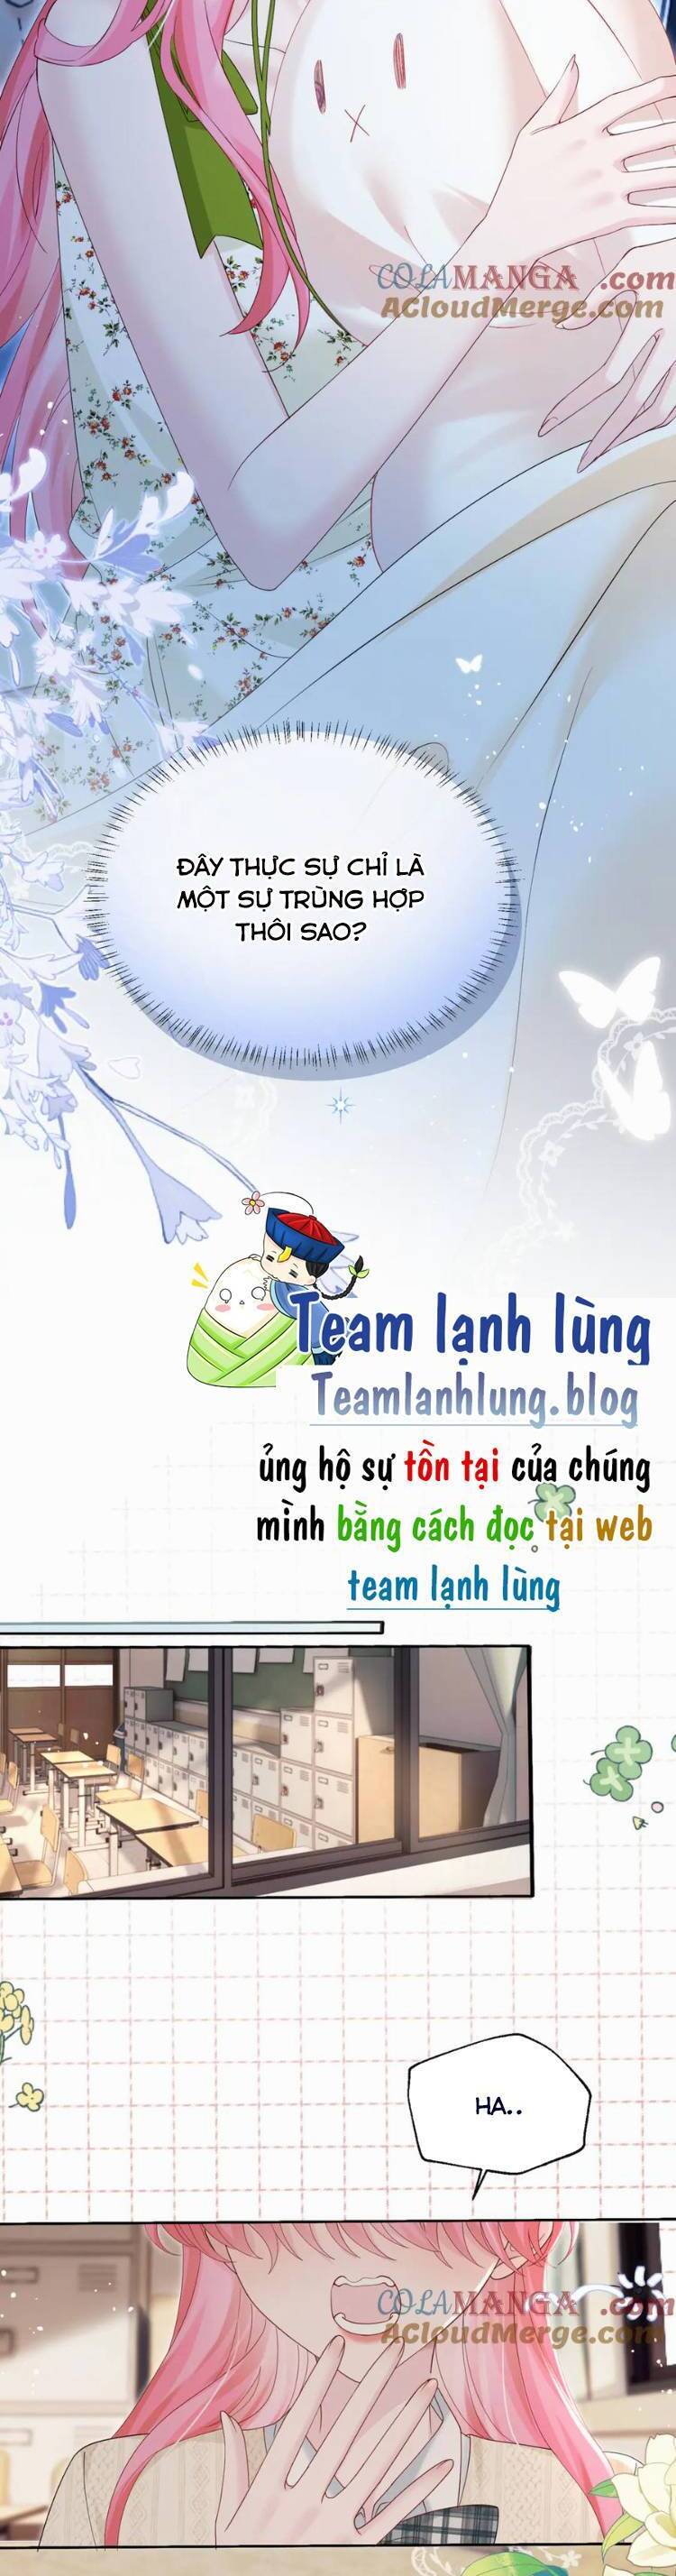 COLAMANGA.com
ACloudMerge.com
ĐÂY THỰC SỰ CHỈ LÀ
MỘT SỰ TRÙNG HỢP
THÔI SAO?
Team lạnh lùng
Teamlanhlung.blog
ủng hộ sự tồn tại của chúng
mình bằng cách đọc tại web
team lạnh lùng
HA..
COLAMANGA.com
ACloudMerge.com